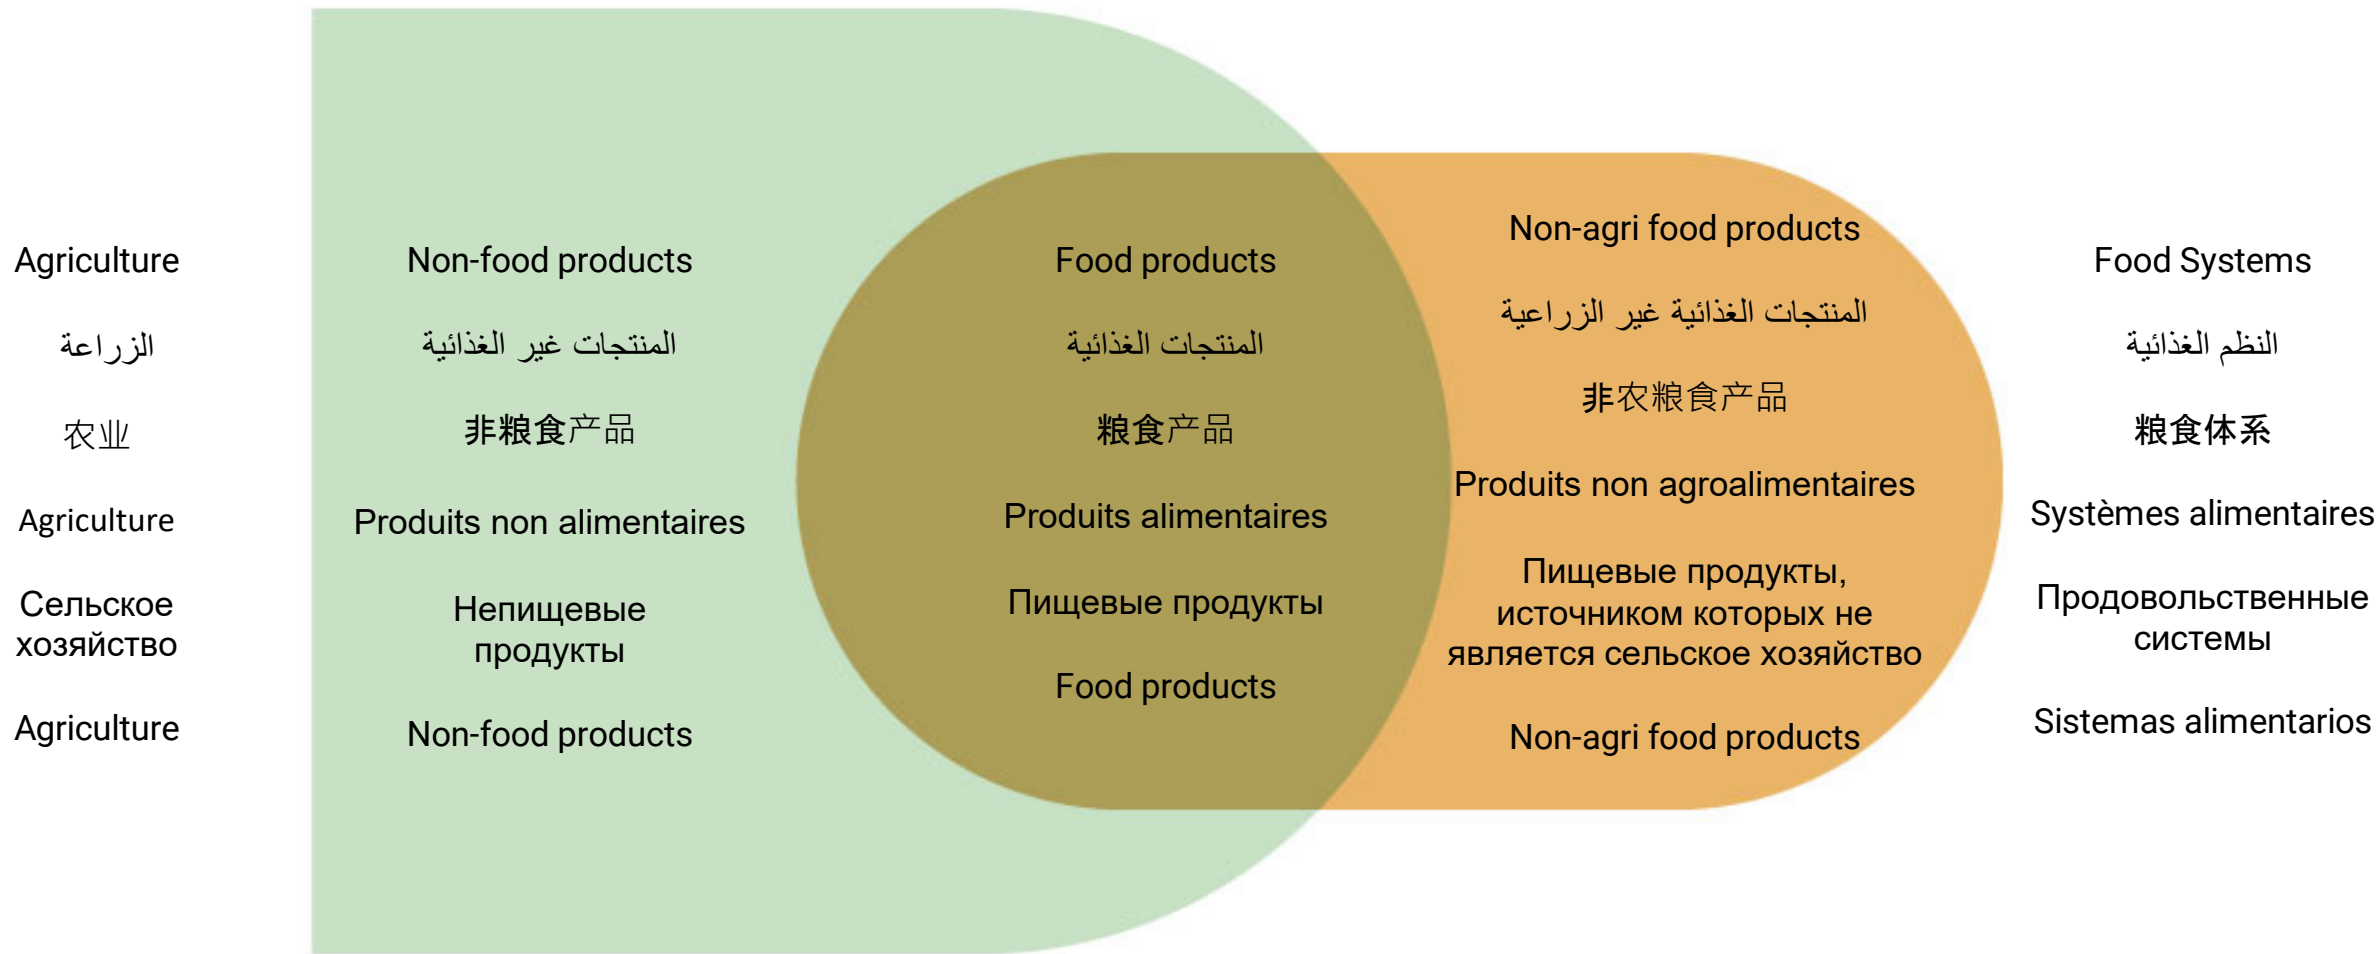 Agriculture
الزراعة
农业
Agriculture
Сельское
хозяйство
Agriculture
Non-food products
المنتجات غير الغذائية
非粮食产品
Produits non alimentaires
Непищевые
продукты
Non-food products
Food products
المنتجات الغذائية
粮食产品
Produits alimentaires
Пищевые продукты
Food products
Non-agri food products
المنتجات الغذائية غير الزراعية
非农粮食产品
Produits non agroalimentaires
Пищевые продукты,
источником которых не
является сельское хозяйство
Non-agri food products
Food Systems
النظم الغذائية
粮食体系
Systèmes alimentaires
Продовольственные
системы
Sistemas alimentarios